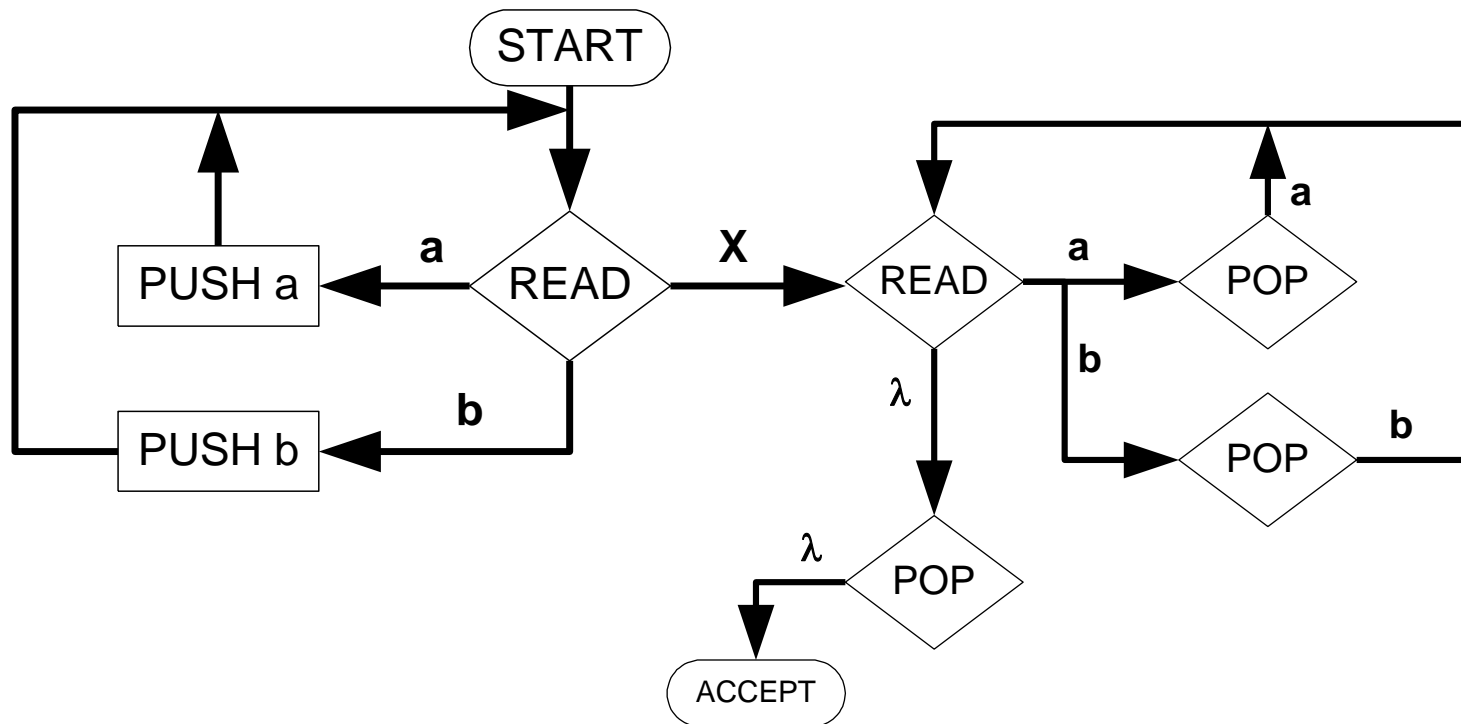 START
a
PUSH a
a
X
READ
READ
a
POP
b
PUSH b
b
λ
POP
b
λ
POP
ACCEPT